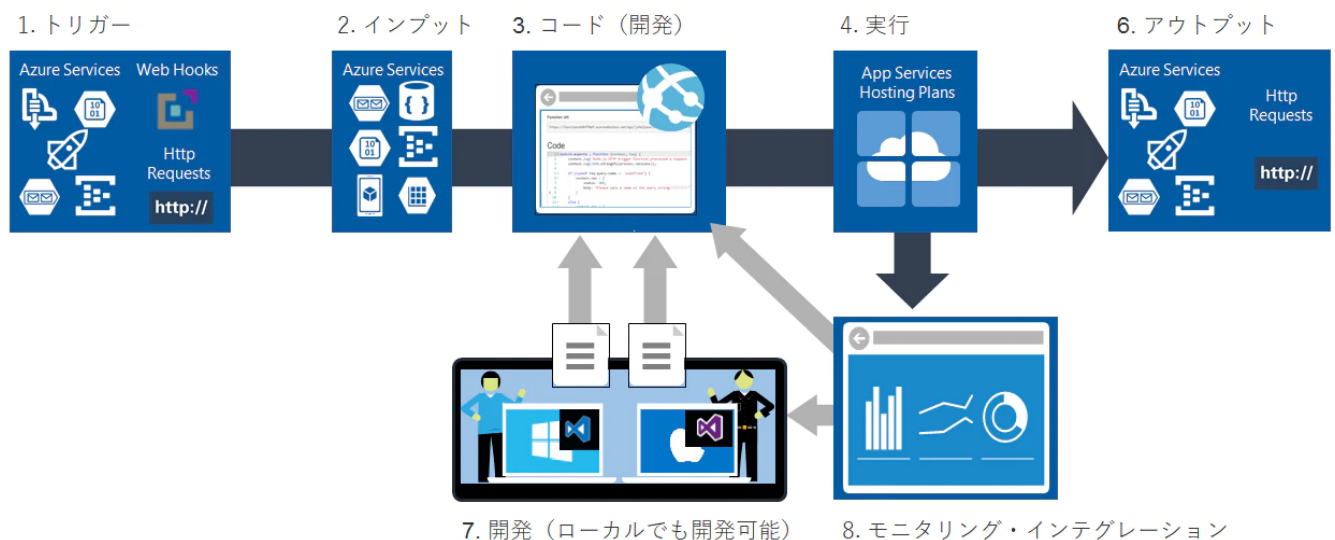 1. トリガー
2. インプット
3. コード（開発）
4. 実行
6. アウトプット
Azure Services
Web Hooks
Http
Requests
http://
Azure Services
Code
App Services
Hosting Plans
Azure Services
Http
Requests
http://
7. 開発（ローカルでも開発可能）
8. モニタリング・インテグレーション